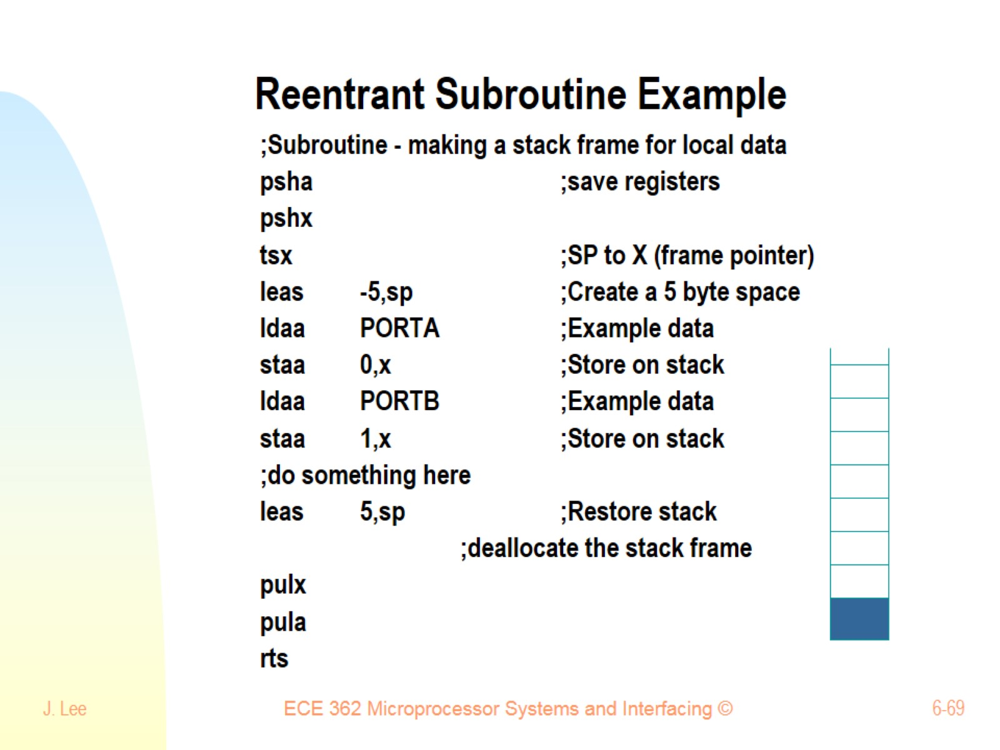 Reentrant Subroutine Example
;Subroutine - making a stack frame for local data
psha ;save registers
pshx
tsx ;SP to X (frame pointer)
leas -5,sp ;Create a 5 byte space
ldaa PORTA ;Example data
staa 0,x ;Store on stack
ldaa PORTB ;Example data
staa 1,x ;Store on stack
;do something here
leas 5,sp ;Restore stack
;deallocate the stack frame
pulx
pula
rts
J. Lee ECE 362 Microprocessor Systems and Interfacing © 6-69